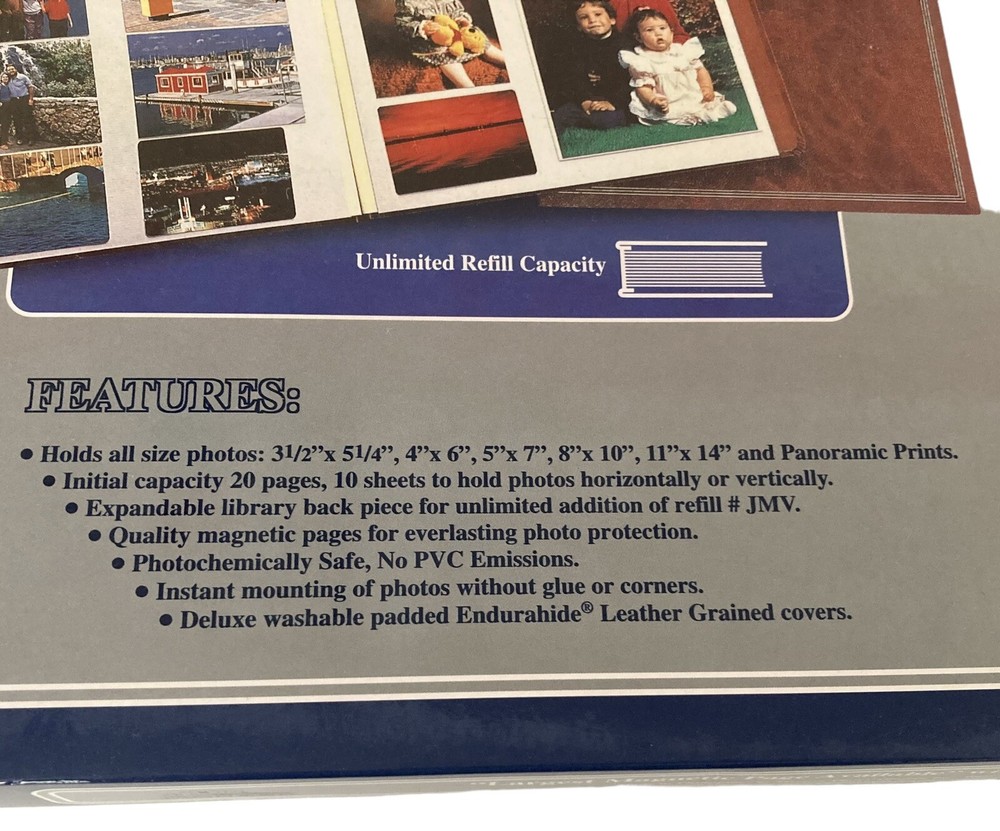 Unlimited Refill Capacity
FEATURES:
• Holds all size photos: 31/2”x 51/4”, 4”x 6”, 5”x 7”, 8”x 10”, 11”x 14” and Panoramic Prints.
• Initial capacity 20 pages, 10 sheets to hold photos horizontally or vertically.
• Expandable library back piece for unlimited addition of refill # JMV.
• Quality magnetic pages for everlasting photo protection.
• Photochemically Safe, No PVC Emissions.
• Instant mounting of photos without glue or corners.
• Deluxe washable padded Endurahide® Leather Grained covers.